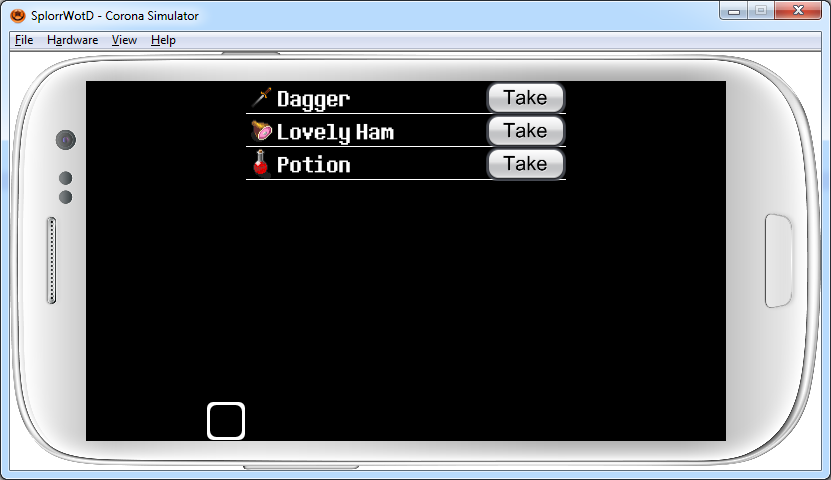 SplorrWotD - Corona Simulator
File Hardware View Help
Dagger Take
Lovely Ham Take
Potion Take